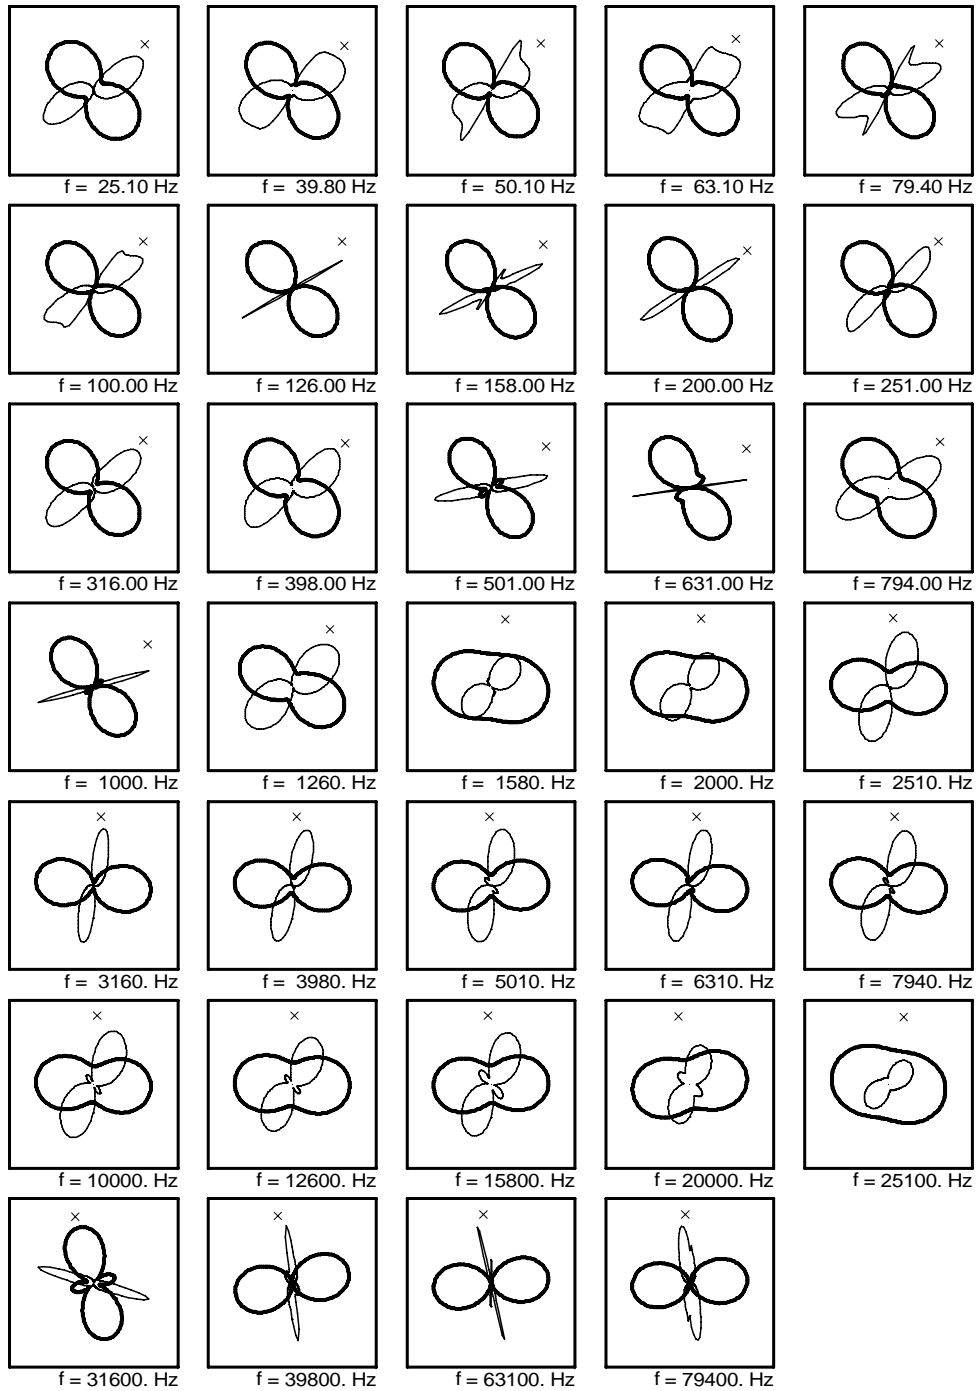 f = 25.10 Hz
f = 39.80 Hz
f = 50.10 Hz
f = 63.10 Hz
f = 79.40 Hz
f = 100.00 Hz
f = 126.00 Hz
f = 158.00 Hz
f = 200.00 Hz
f = 251.00 Hz
f = 316.00 Hz
f = 398.00 Hz
f = 501.00 Hz
f = 631.00 Hz
f = 794.00 Hz
f = 1000. Hz
f = 1260. Hz
f = 1580. Hz
f = 2000. Hz
f = 2510. Hz
f = 3160. Hz
f = 3980. Hz
f = 5010. Hz
f = 6310. Hz
f = 7940. Hz
f = 10000. Hz
f = 12600. Hz
f = 15800. Hz
f = 20000. Hz
f = 25100. Hz
f = 31600. Hz
f = 39800. Hz
f = 63100. Hz
f = 79400. Hz